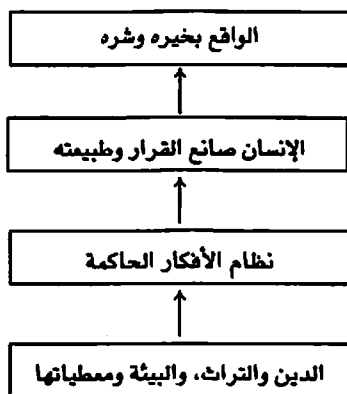 الواقع بخيره وشره
الإنسان صانع القرار وطبيعته
نظام الأفكار الحاكمة
الدين والتراث، والبيئة ومعطياتها